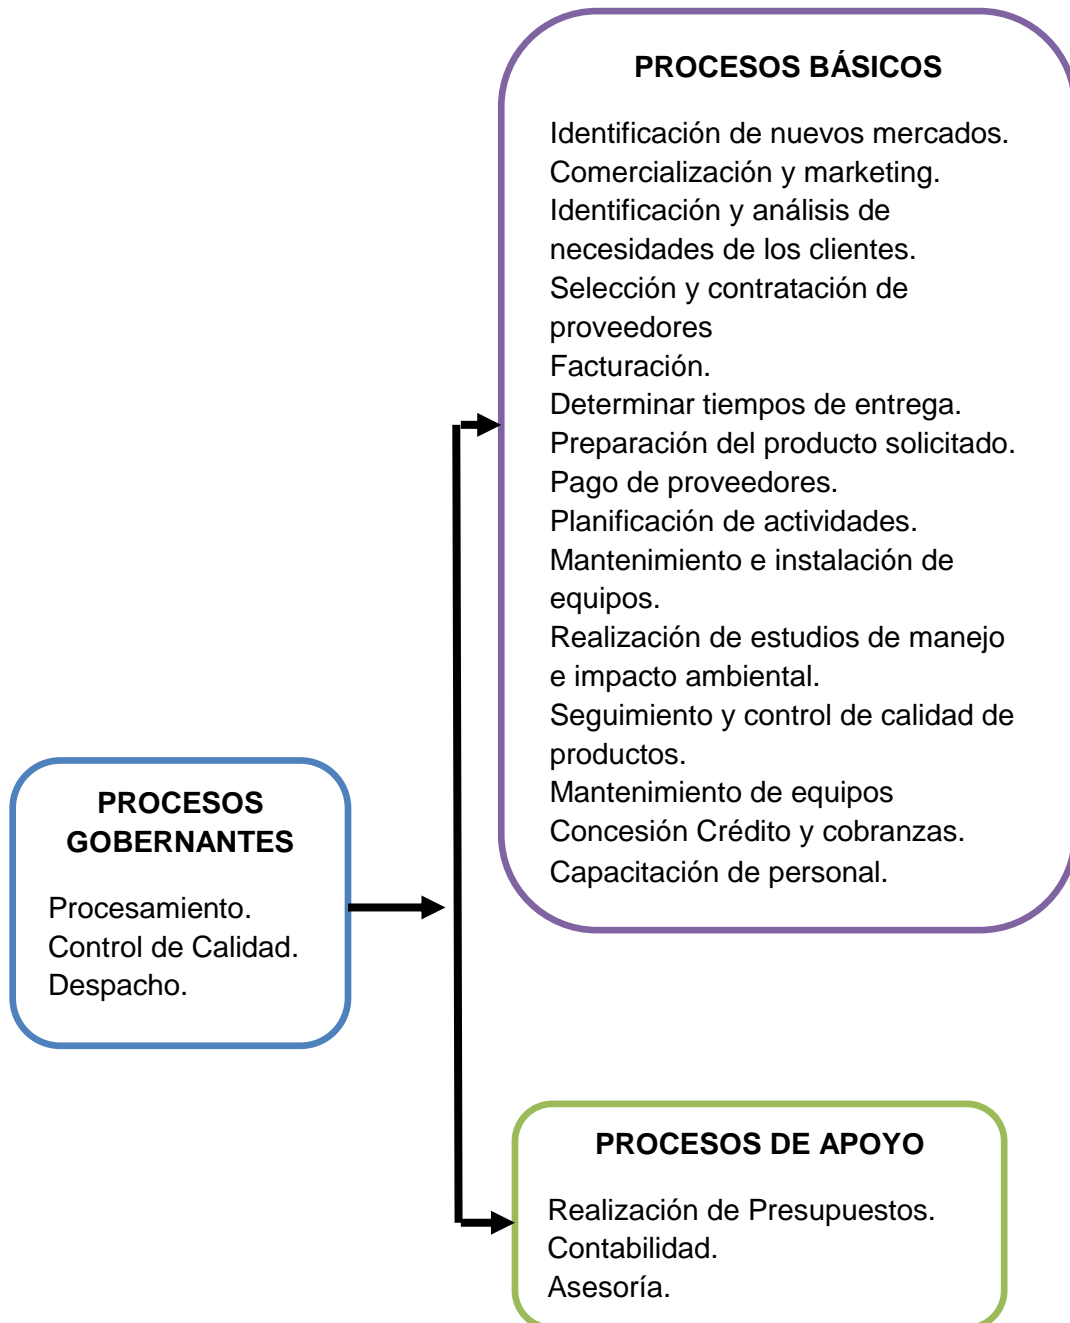 PROCESOS BÁSICOS
Identificación de nuevos mercados.
Comercialización y marketing.
Identificación y análisis de
necesidades de los clientes.
Selección y contratación de
proveedores
Facturación.
Determinar tiempos de entrega.
Preparación del producto solicitado.
Pago de proveedores.
Planificación de actividades.
Mantenimiento e instalación de
equipos.
Realización de estudios de manejo
e impacto ambiental.
Seguimiento y control de calidad de
productos.
Mantenimiento de equipos
Concesión Crédito y cobranzas.
Capacitación de personal.
PROCESOS
GOBERNANTES
Procesamiento.
Control de Calidad.
Despacho.
PROCESOS DE APOYO
Realización de Presupuestos.
Contabilidad.
Asesoría.